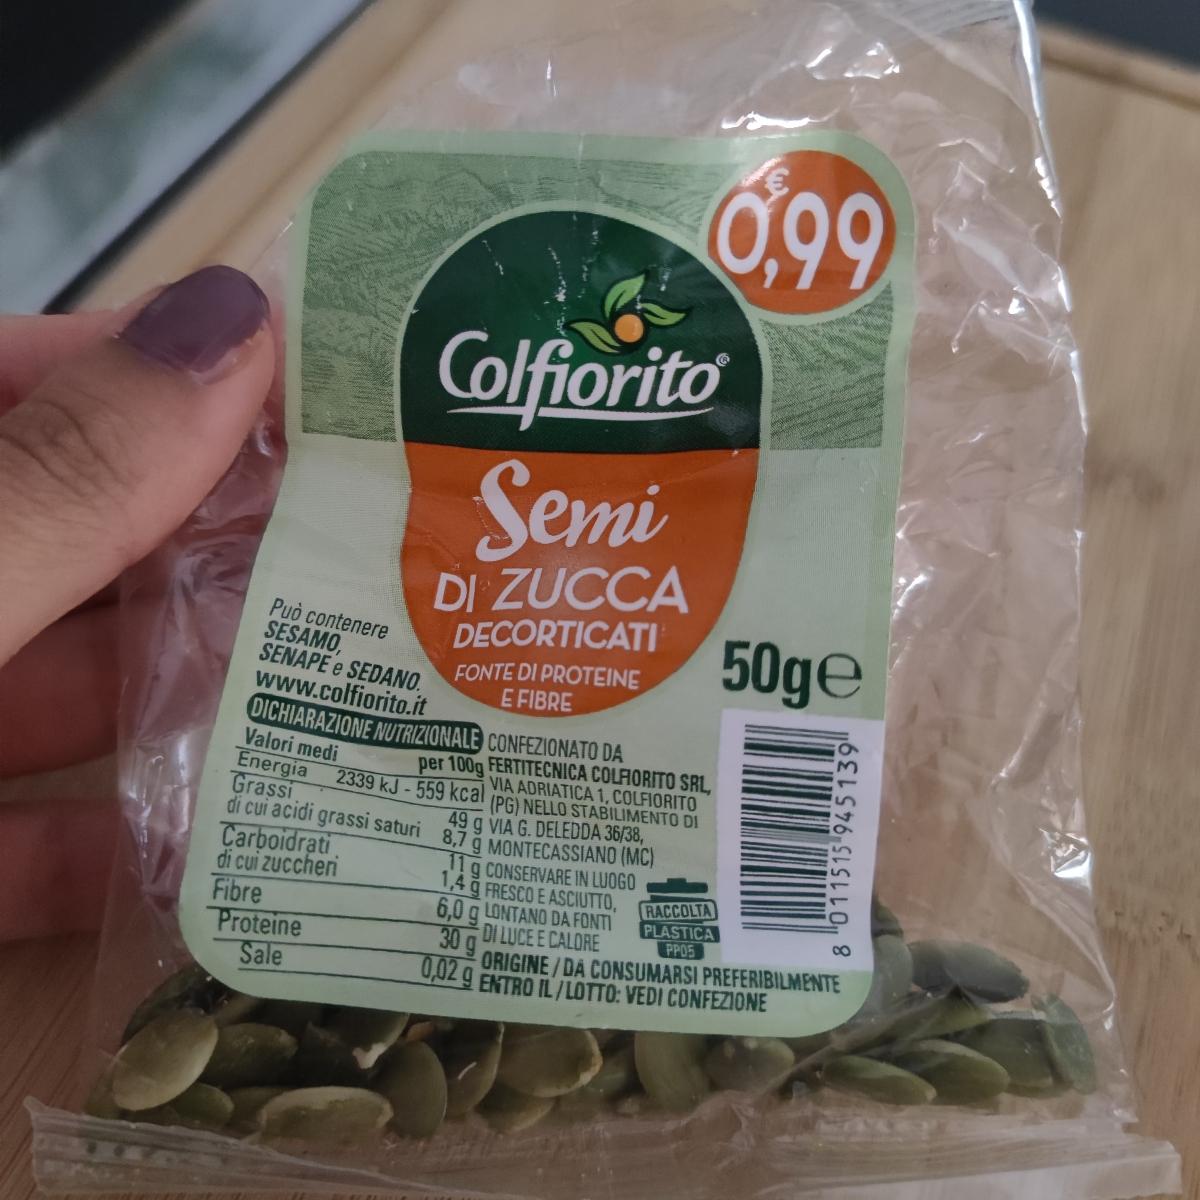 €
0,99
Colfiorito®
Semi
DI ZUCCA
DECORTICATI
FONTE DI PROTEINE
E FIBRE
50g e
Può contenere
SESAMO,
SENAPE e SEDANO.
www.colfiorito.it
DICHIARAZIONE NUTRIZIONALE
Valori medi per 100g
Energia 2339 kJ - 559 kcal
Grassi 49 g
di cui acidi grassi saturi 8,7 g
Carboidrati 11 g
di cui zuccheri 1,4 g
Fibre 6,0 g
Proteine 30 g
Sale 0,02 g
CONFEZIONATO DA
FERTITECNICA COLFIORITO SRL,
VIA ADRIATICA 1, COLFIORITO
(PG) NELLO STABILIMENTO DI
VIA G. DELEDDA 36/38,
MONTECASSIANO (MC)
CONSERVARE IN LUOGO
FRESCO E ASCIUTTO,
LONTANO DA FONTI
DI LUCE E CALORE
ORIGINE / DA CONSUMARSI PREFERIBILMENTE
ENTRO IL / LOTTO: VEDI CONFEZIONE
RACCOLTA
PLASTICA
PP05
8 011515 945139